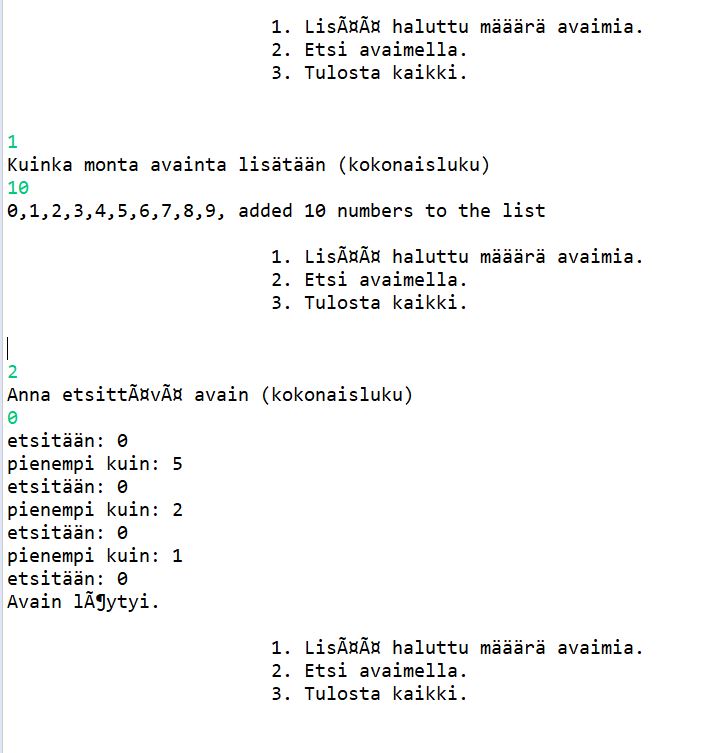 1. LisÃ¤Ã¤ haluttu määärä avaimia.
2. Etsi avaimella.
3. Tulosta kaikki.
1
Kuinka monta avainta lisätään (kokonaisluku)
10
0,1,2,3,4,5,6,7,8,9, added 10 numbers to the list
1. LisÃ¤Ã¤ haluttu määärä avaimia.
2. Etsi avaimella.
3. Tulosta kaikki.
2
Anna etsittÃ¤vÃ¤ avain (kokonaisluku)
0
etsitään: 0
pienempi kuin: 5
etsitään: 0
pienempi kuin: 2
etsitään: 0
pienempi kuin: 1
etsitään: 0
Avain lÃ¶ytyi.
1. LisÃ¤Ã¤ haluttu määärä avaimia.
2. Etsi avaimella.
3. Tulosta kaikki.